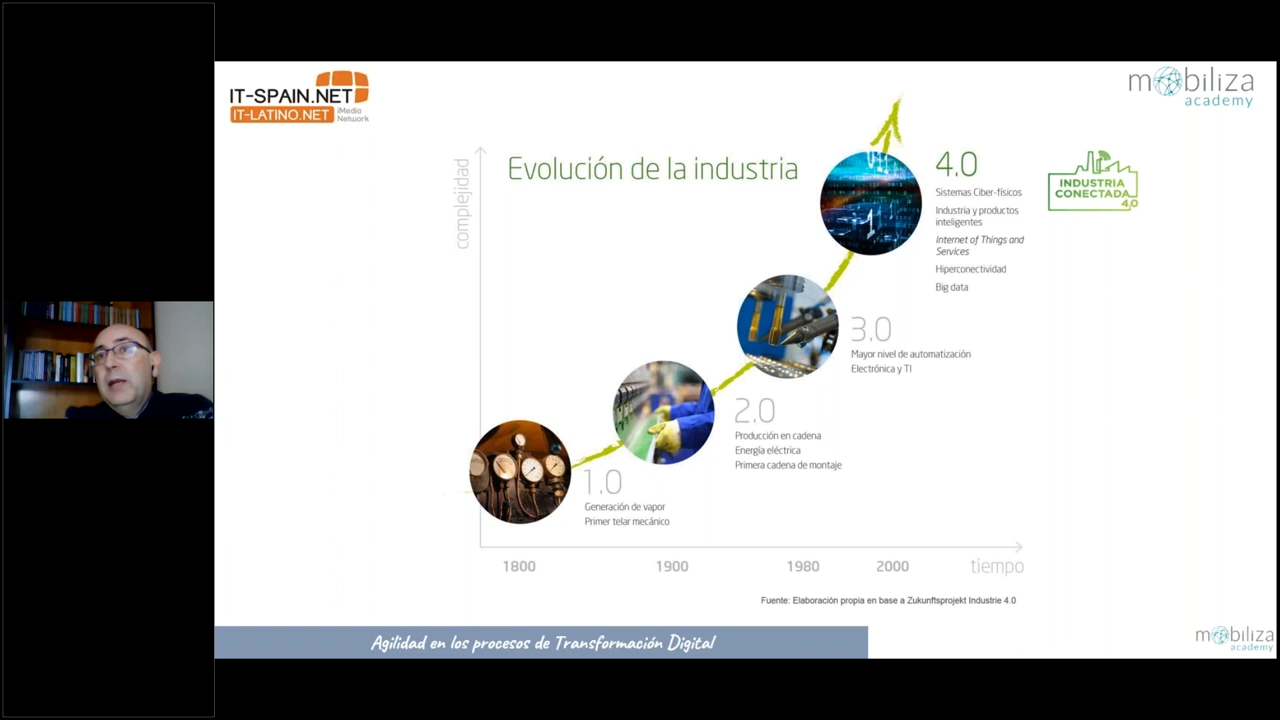 IT-SPAIN.NET
IT-LATINO.NET
iMedia
Network
mobiliza
academy
complejidad
Evolución de la industria
4.0
Sistemas Ciber-físicos
Industria y productos
inteligentes
Internet of Things and
Services
Hiperconectividad
Big data
INDUSTRIA
CONECTADA
4.0
3.0
Mayor nivel de automatización
Electrónica y TI
2.0
Producción en cadena
Energía eléctrica
Primera cadena de montaje
1.0
Generación de vapor
Primer telar mecánico
1800
1900
1980
2000
tiempo
Fuente: Elaboración propia en base a Zukunftsprojekt Industrie 4.0
Agilidad en los procesos de Transformación Digital
mobiliza
academy